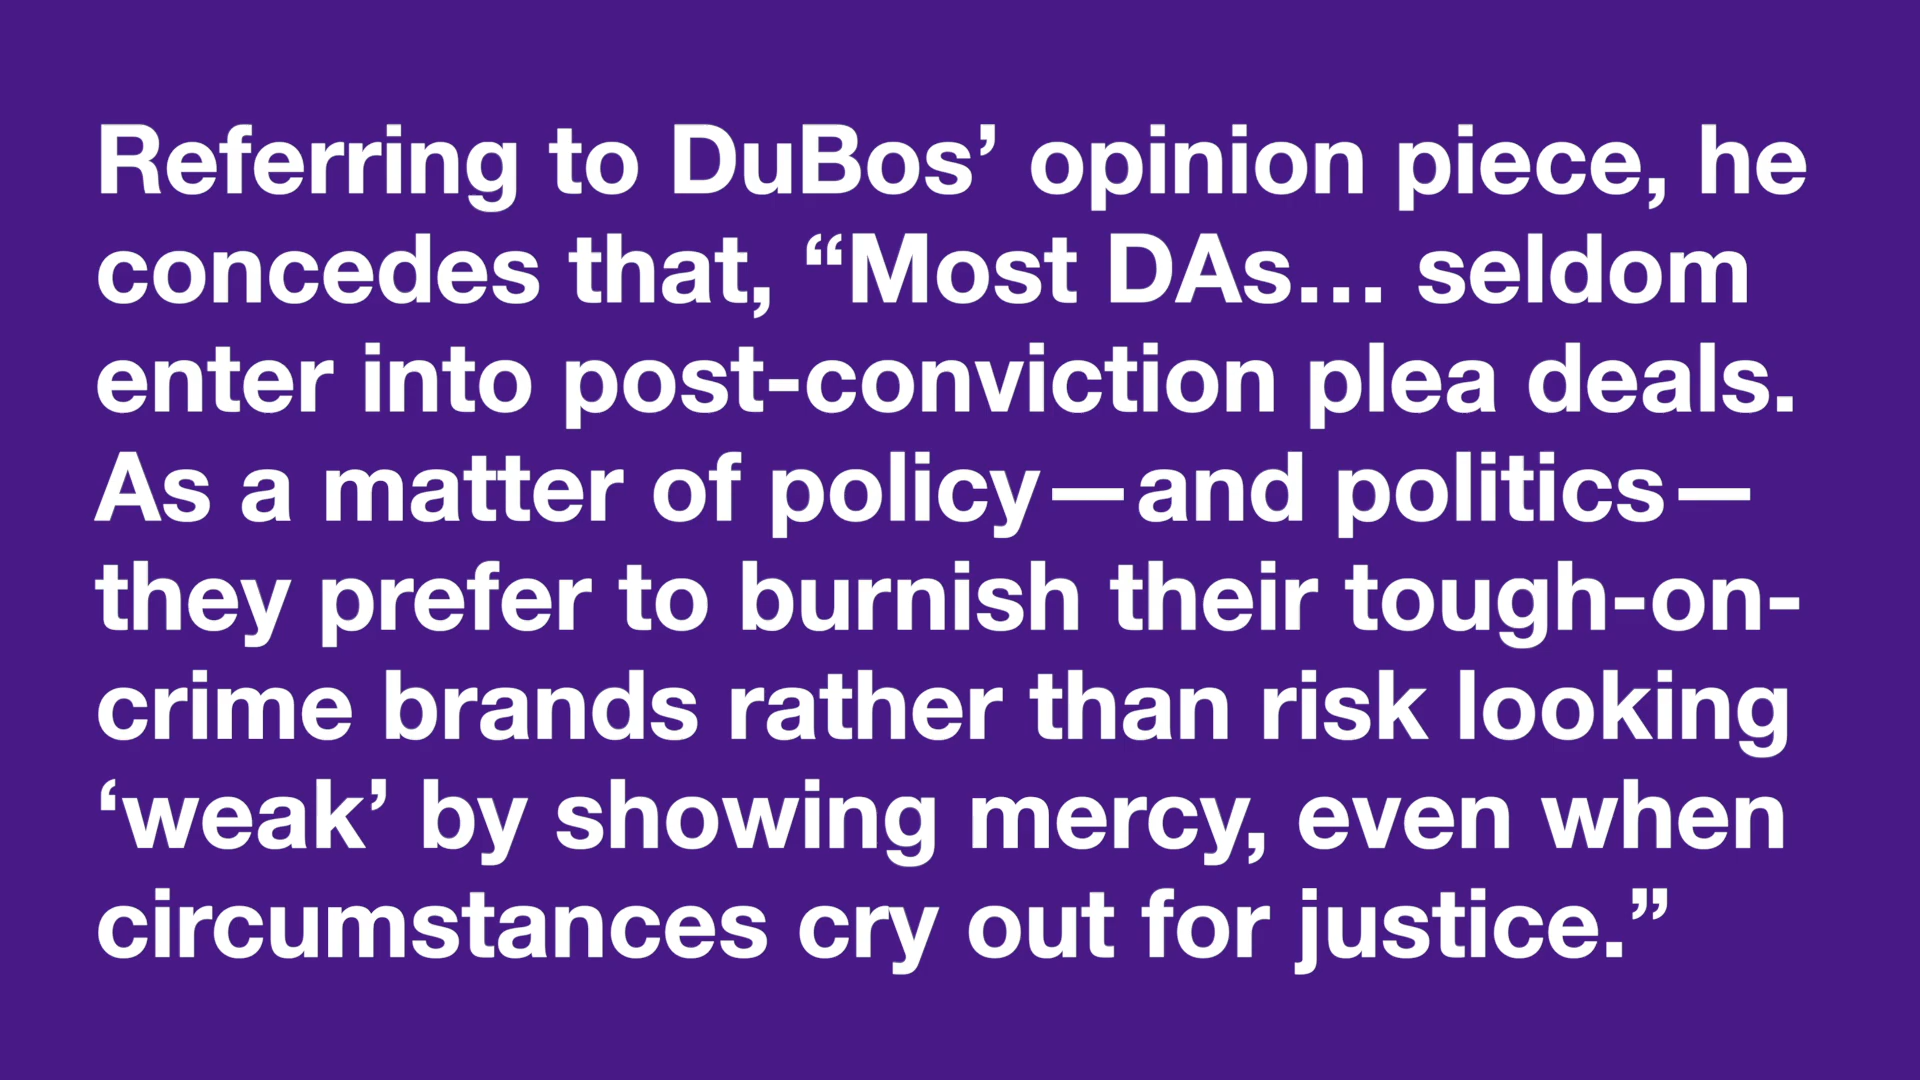 Referring to DuBos’ opinion piece, he
concedes that, “Most DAs… seldom
enter into post-conviction plea deals.
As a matter of policy—and politics—
they prefer to burnish their tough-on-
crime brands rather than risk looking
‘weak’ by showing mercy, even when
circumstances cry out for justice.”